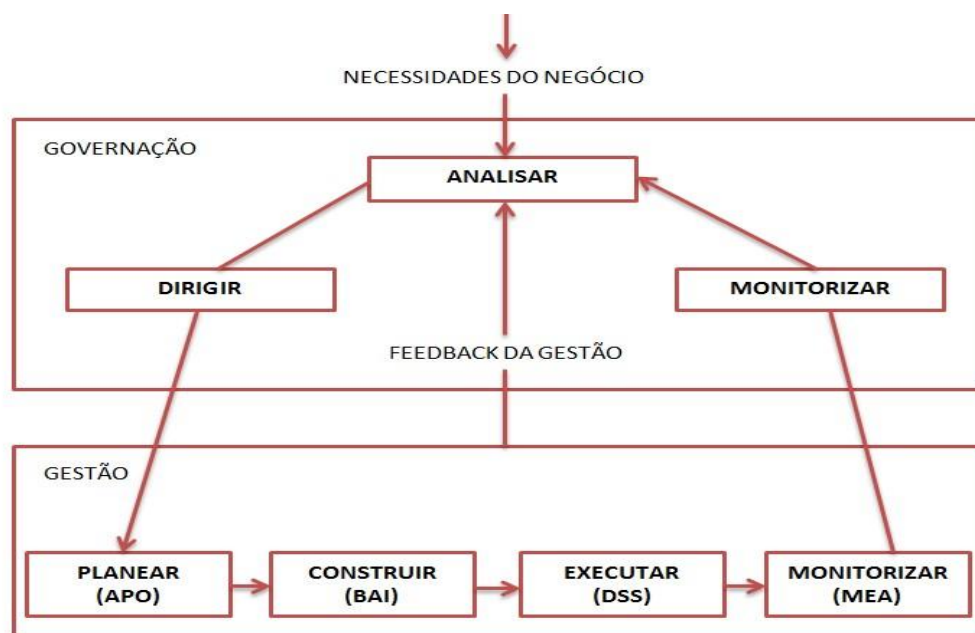 NECESSIDADES DO NEGÓCIO
GOVERNAÇÃO
ANALISAR
DIRIGIR
MONITORIZAR
FEEDBACK DA GESTÃO
GESTÃO
PLANEAR
(APO)
CONSTRUIR
(BAI)
EXECUTAR
(DSS)
MONITORIZAR
(MEA)